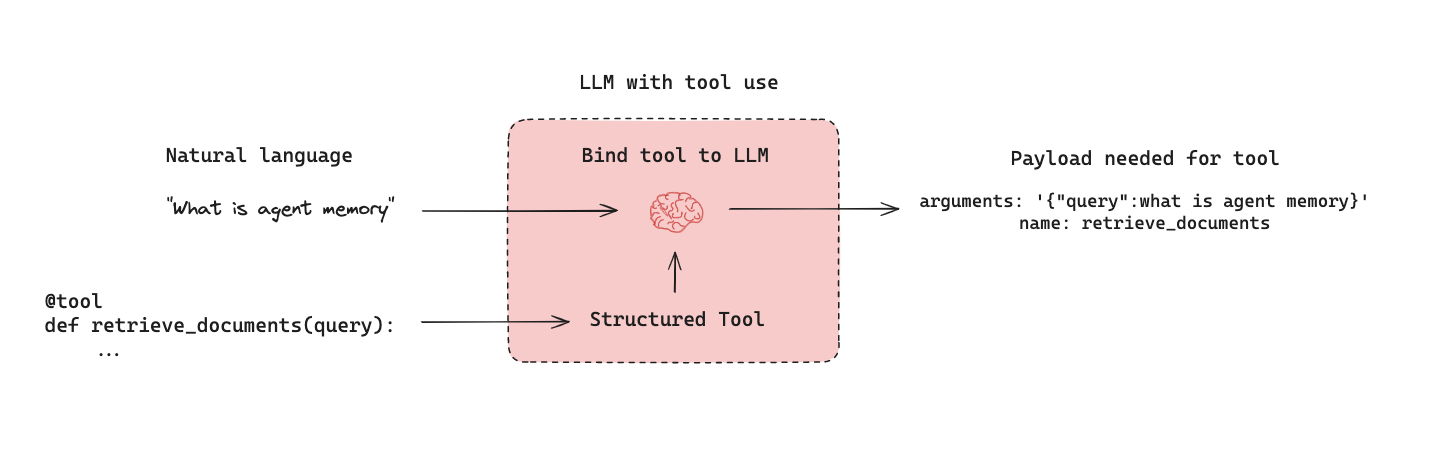 LLM with tool use
Natural language
Bind tool to LLM
Payload needed for tool
"What is agent memory"
arguments: '{"query":what is agent memory}'
name: retrieve_documents
@tool
def retrieve_documents(query):
...
Structured Tool